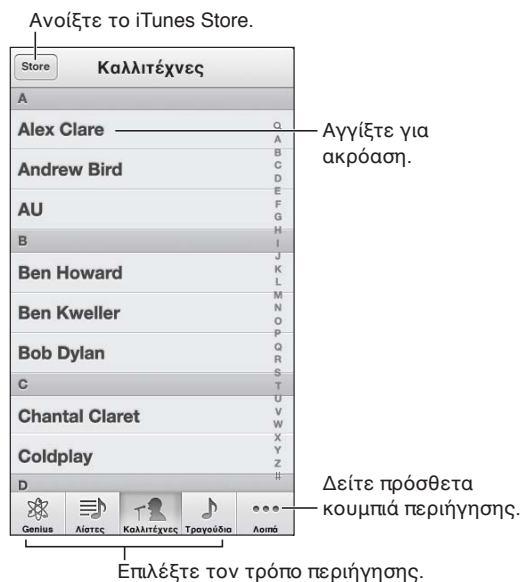 Ανοίξτε το iTunes Store.
Store
Καλλιτέχνες
A
Alex Clare
Αγγίξτε για
ακρόαση.
Andrew Bird
AU
B
Ben Howard
Ben Kweller
Bob Dylan
C
Chantal Claret
Coldplay
D
Q
A
B
C
D
E
F
G
H
I
J
K
L
M
N
O
P
Q
R
S
T
U
V
W
X
Y
Z
#
Δείτε πρόσθετα
κουμπιά περιήγησης.
Genius Λίστες Καλλιτέχνες Τραγούδια Λοιπά
Επιλέξτε τον τρόπο περιήγησης.